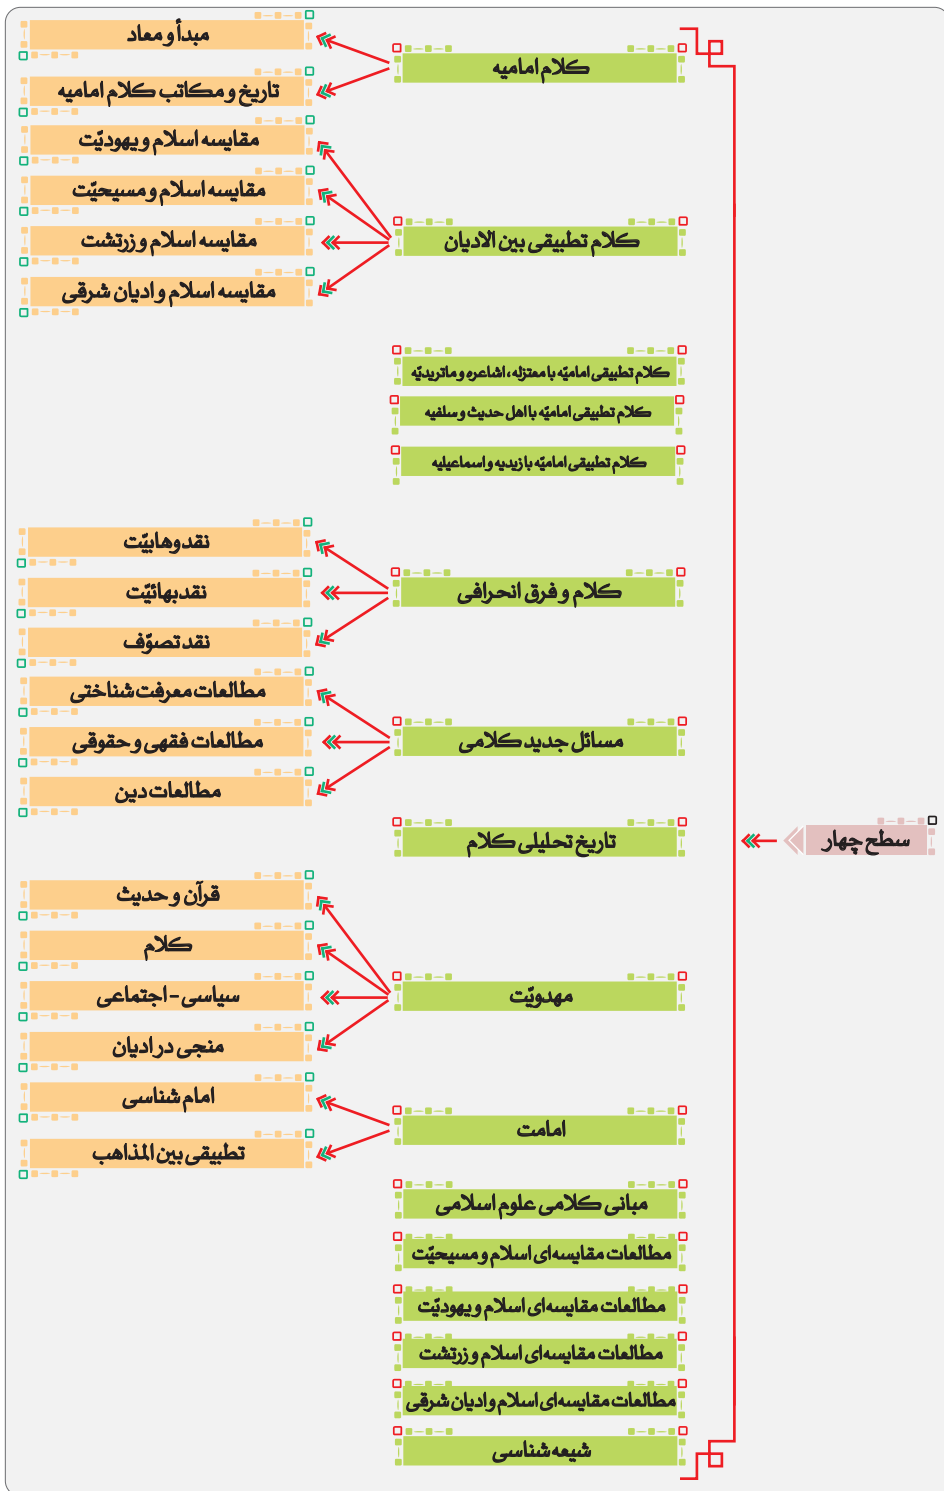 سطح چهار
کلام امامیه
مبدأ و معاد
تاریخ و مکاتب کلام امامیه
کلام تطبیقی بین الادیان
مقایسه اسلام و یهودیّت
مقایسه اسلام و مسیحیّت
مقایسه اسلام و زرتشت
مقایسه اسلام و ادیان شرقی
کلام تطبیقی امامیّه با معتزله، اشاعره و ماتریدیّه
کلام تطبیقی امامیّه با اهل حدیث و سلفیه
کلام تطبیقی امامیّه با زیدیه و اسماعیلیه
کلام و فرق انحرافی
نقد وهابیّت
نقد بهائیّت
نقد تصوّف
مسائل جدید کلامی
مطالعات معرفت شناختی
مطالعات فقهی و حقوقی
مطالعات دین
تاریخ تحلیلی کلام
مهدویّت
قرآن و حدیث
کلام
سیاسی - اجتماعی
منجی در ادیان
امامت
امام شناسی
تطبیقی بین المذاهب
مبانی کلامی علوم اسلامی
مطالعات مقایسه‌ای اسلام و مسیحیّت
مطالعات مقایسه‌ای اسلام و یهودیّت
مطالعات مقایسه‌ای اسلام و زرتشت
مطالعات مقایسه‌ای اسلام و ادیان شرقی
شیعه شناسی